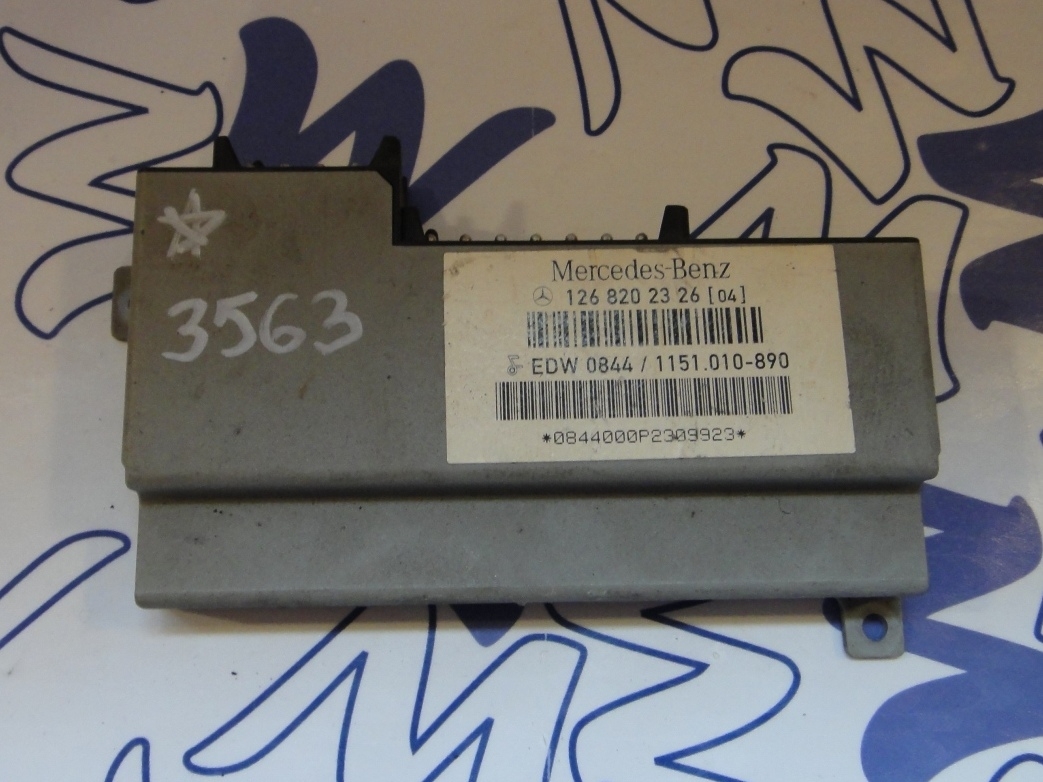 3563
Mercedes-Benz
126 820 23 26 [04]
EDW 0844 / 1151.010-890
*0844000P2309923*